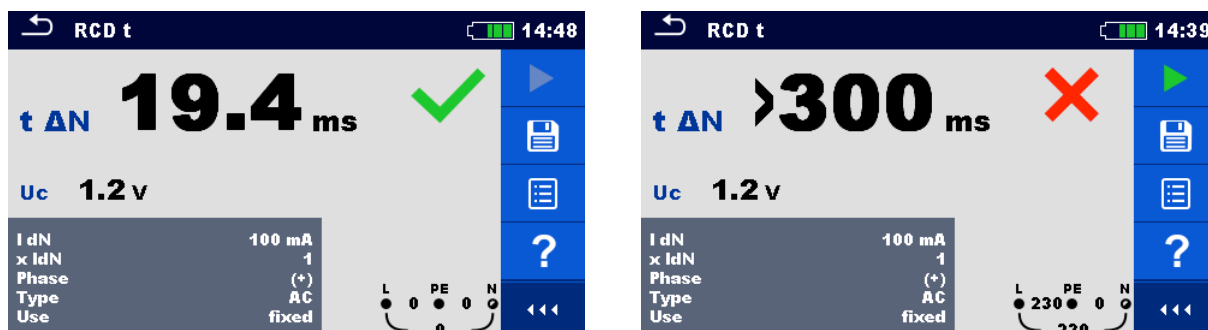 RCD t 14:48
t ΔN 19.4 ms
Uc 1.2 V
I dN 100 mA
x IdN 1
Phase (+)
Type AC
Use fixed
L PE N
0 0
0
?
RCD t 14:39
t ΔN >300 ms
Uc 1.2 V
I dN 100 mA
x IdN 1
Phase (+)
Type AC
Use fixed
L PE N
230 0
230
?